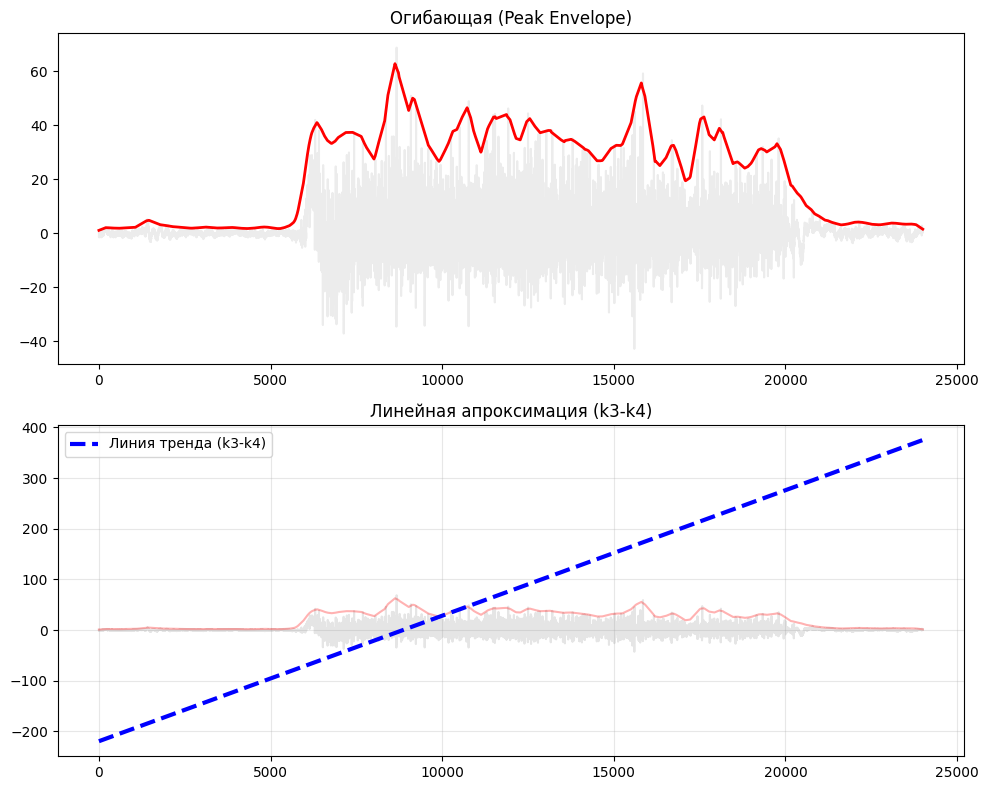 Огибающая (Peak Envelope)
60
40
20
0
−20
−40
0 5000 10000 15000 20000 25000
Линейная апроксимация (k3-k4)
400
Линия тренда (k3-k4)
300
200
100
0
−100
−200
0 5000 10000 15000 20000 25000